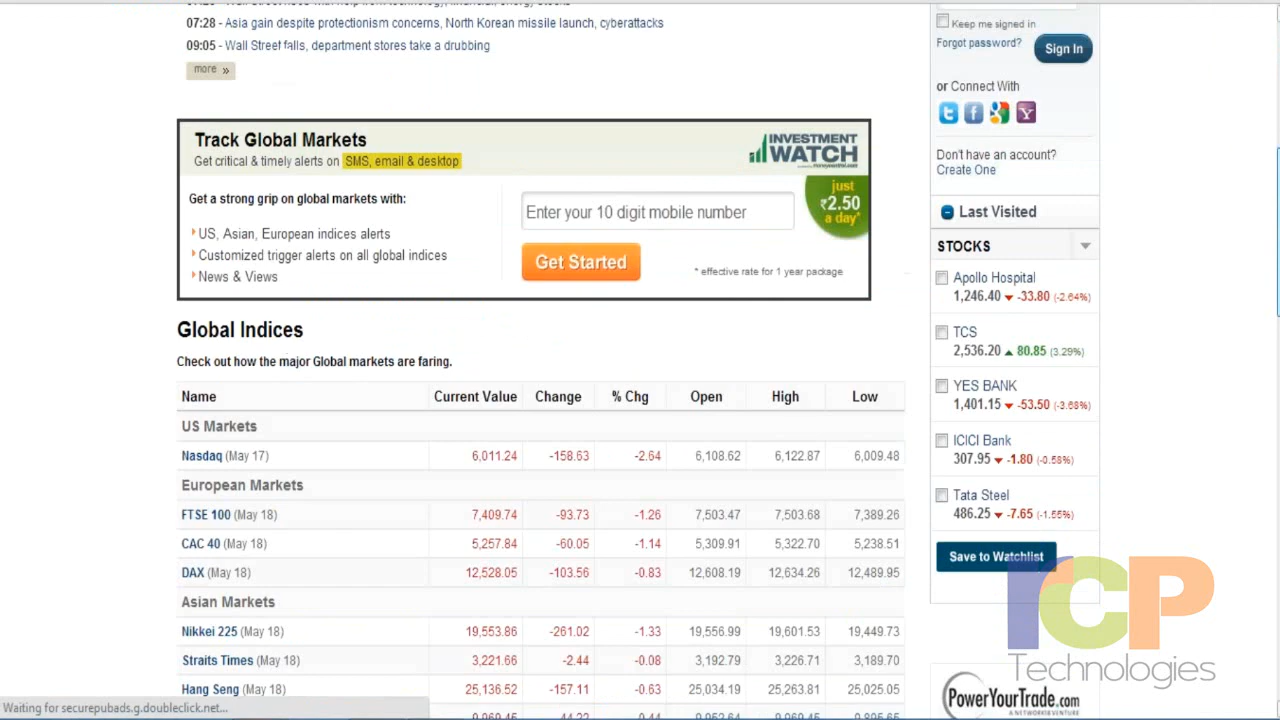 07:28 - Asia gain despite protectionism concerns, North Korean missile launch, cyberattacks
09:05 - Wall Street falls, department stores take a drubbing
more »
Track Global Markets
Get critical & timely alerts on SMS, email & desktop
INVESTMENT
WATCH
Get a strong grip on global markets with:
US, Asian, European indices alerts
Customized trigger alerts on all global indices
News & Views
Enter your 10 digit mobile number
Get Started
just
₹2.50
a day*
* effective rate for 1 year package
Global Indices
Check out how the major Global markets are faring.
Name Current Value Change % Chg Open High Low
US Markets
Nasdaq (May 17) 6,011.24 -158.63 -2.64 6,108.62 6,122.87 6,009.48
European Markets
FTSE 100 (May 18) 7,409.74 -93.73 -1.26 7,503.47 7,503.68 7,389.26
CAC 40 (May 18) 5,257.84 -60.05 -1.14 5,309.91 5,322.70 5,238.51
DAX (May 18) 12,528.05 -103.56 -0.83 12,608.19 12,634.26 12,489.95
Asian Markets
Nikkei 225 (May 18) 19,553.86 -261.02 -1.33 19,556.99 19,601.53 19,449.73
Straits Times (May 18) 3,221.66 -2.44 -0.08 3,192.79 3,226.71 3,189.70
Hang Seng (May 18) 25,136.52 -157.11 -0.63 25,034.19 25,263.81 25,025.05
Waiting for securepubads.g.doubleclick.net...
Keep me signed in
Forgot password?
Sign In
or Connect With
Don't have an account?
Create One
Last Visited
STOCKS
Apollo Hospital
1,246.40 -33.80 (-2.64%)
TCS
2,536.20 80.85 (3.29%)
YES BANK
1,401.15 -53.50 (-3.68%)
ICICI Bank
307.95 -1.80 (-0.58%)
Tata Steel
486.25 -7.65 (-1.55%)
Save to Watchlist
TCP
Technologies
PowerYourTrade.com
A NETWORK18 VENTURE